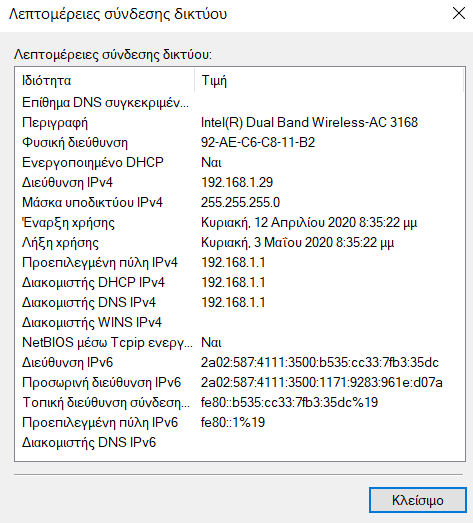 Λεπτομέρειες σύνδεσης δικτύου
Λεπτομέρειες σύνδεσης δικτύου:
Ιδιότητα Τιμή
Επίθημα DNS συγκεκριμέν...
Περιγραφή Intel(R) Dual Band Wireless-AC 3168
Φυσική διεύθυνση 92-AE-C6-C8-11-B2
Ενεργοποιημένο DHCP Ναι
Διεύθυνση IPv4 192.168.1.29
Μάσκα υποδικτύου IPv4 255.255.255.0
Έναρξη χρήσης Κυριακή, 12 Απριλίου 2020 8:35:22 μμ
Λήξη χρήσης Κυριακή, 3 Μαΐου 2020 8:35:22 μμ
Προεπιλεγμένη πύλη IPv4 192.168.1.1
Διακομιστής DHCP IPv4 192.168.1.1
Διακομιστής DNS IPv4 192.168.1.1
Διακομιστής WINS IPv4
NetBIOS μέσω Tcpip ενεργ... Ναι
Διεύθυνση IPv6 2a02:587:4111:3500:b535:cc33:7fb3:35dc
Προσωρινή διεύθυνση IPv6 2a02:587:4111:3500:1171:9283:961e:d07a
Τοπική διεύθυνση σύνδεση... fe80::b535:cc33:7fb3:35dc%19
Προεπιλεγμένη πύλη IPv6 fe80::1%19
Διακομιστής DNS IPv6
Κλείσιμο